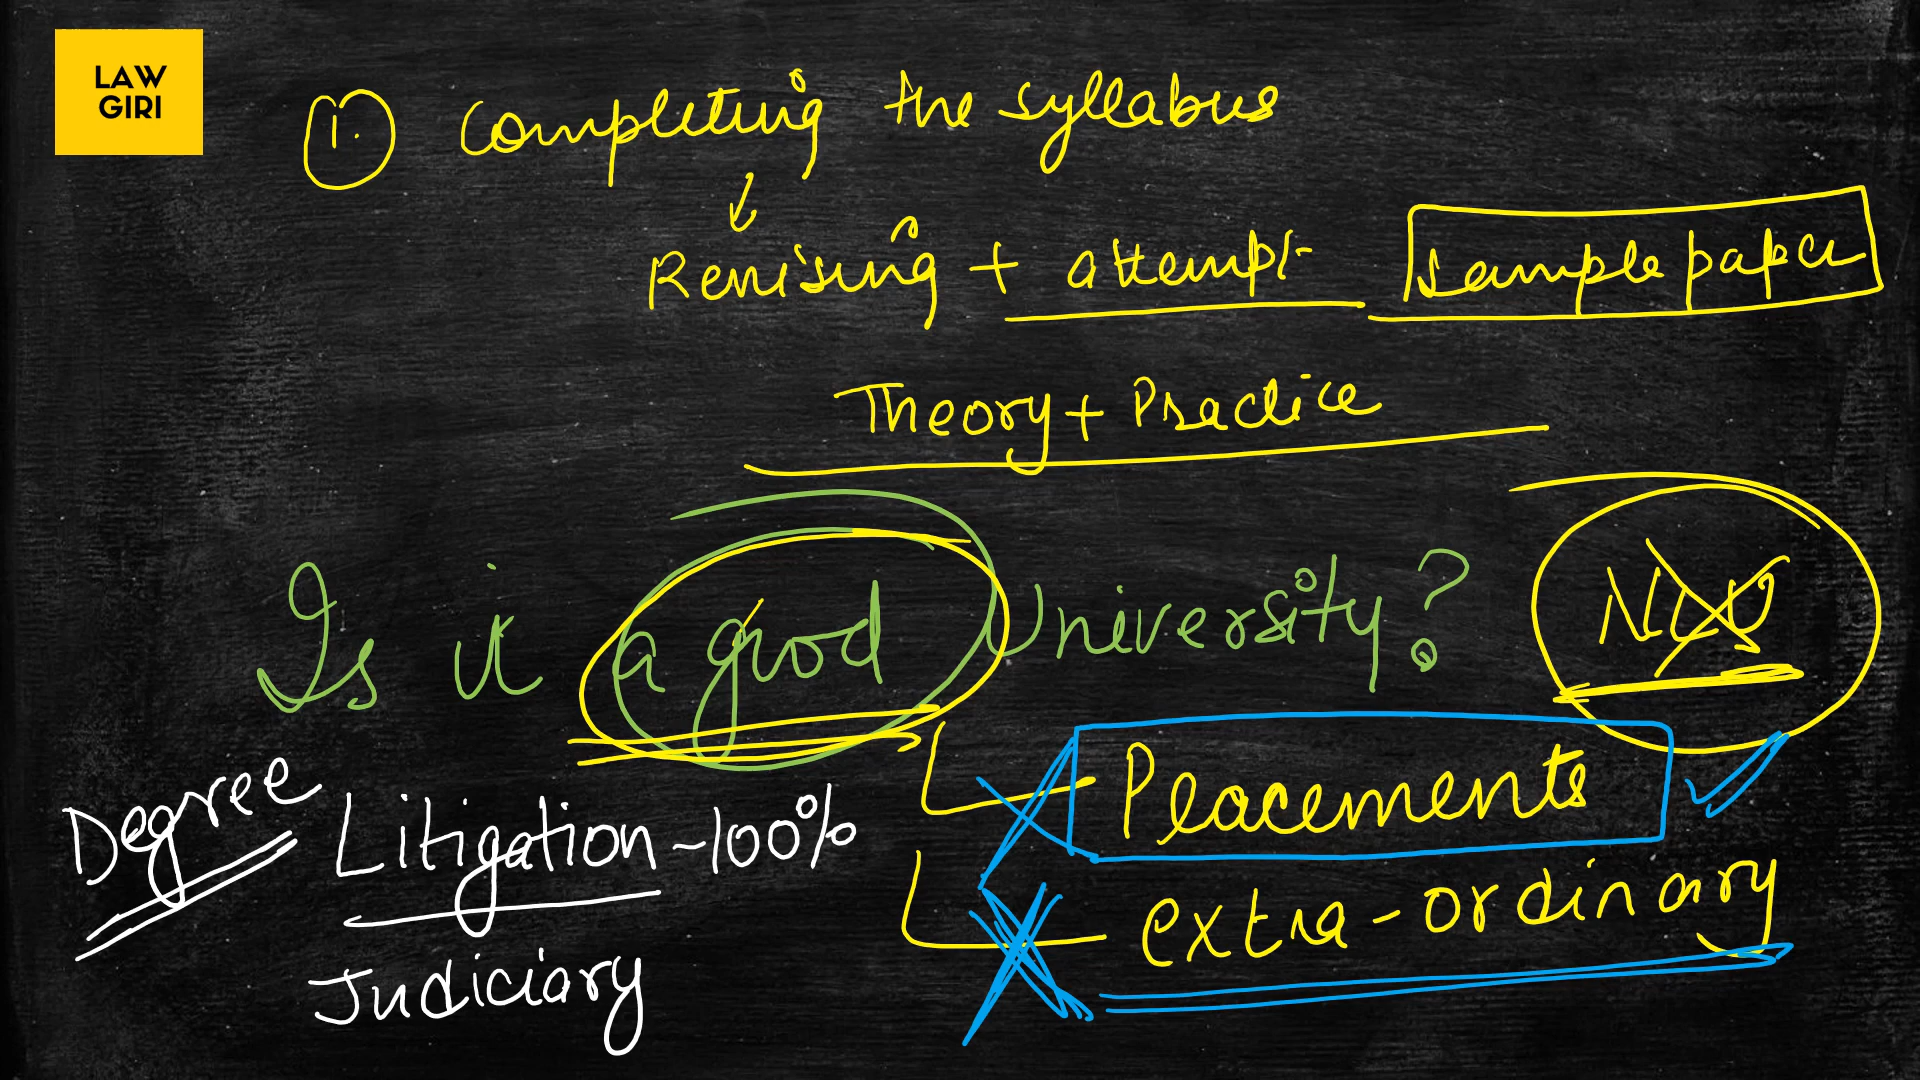 LAW
GIRI
1. Completing the syllabus
Revising + attempt sample paper
Theory + Practice
Is it a good University? NLU
Placements
Degree Litigation - 100%
extra-ordinary
Judiciary